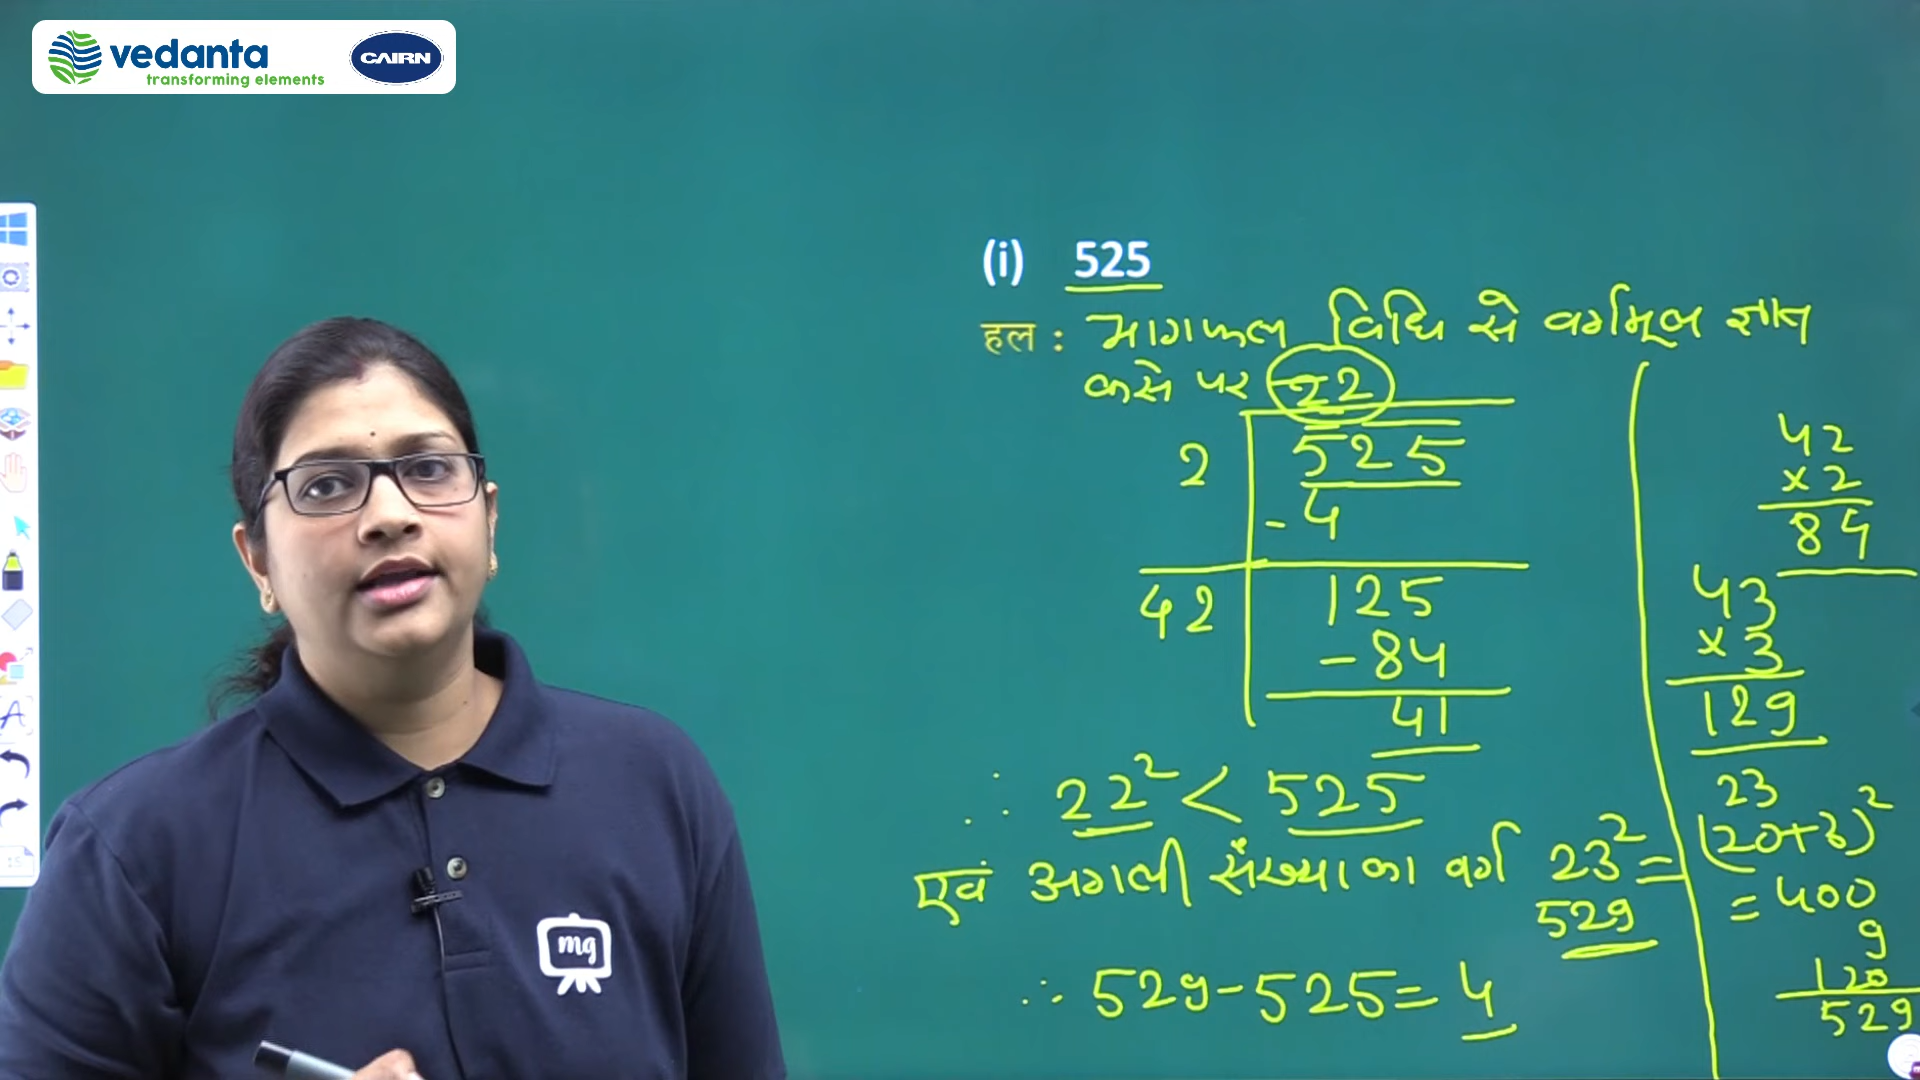 vedanta
transforming elements
CAIRN
(i) 525
हल : भागफल विधि से वर्गमूल ज्ञात
करने पर 22
2 525
- 4
42 125
- 84
41
∴ 22² < 525
एवं अगली संख्या का वर्ग 23² =
529
∴ 529 - 525 = 4
42
× 2
84
43
× 3
129
23
(20+3)²
= 400
9
120
529
mg